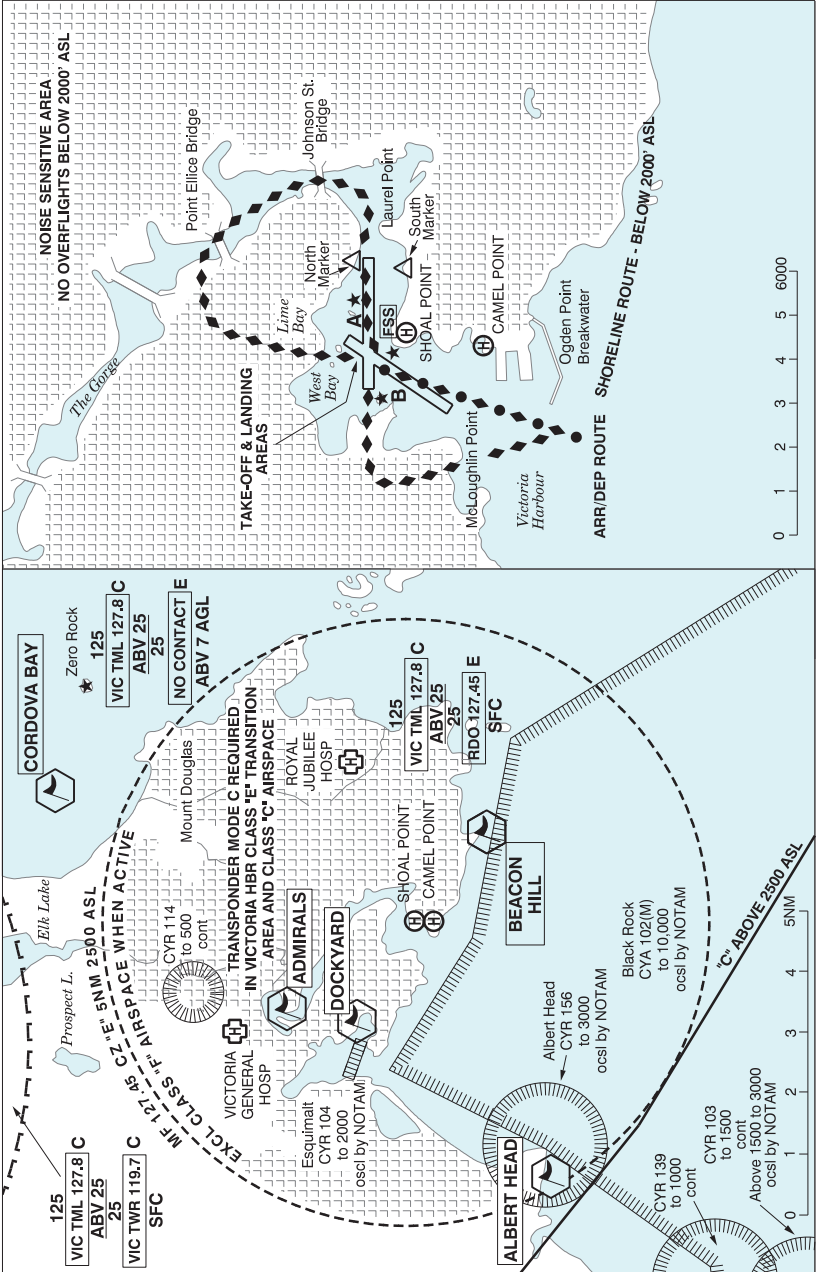 NOISE SENSITIVE AREA
NO OVERFLIGHTS BELOW 2000' ASL
Point Ellice Bridge
Johnson St.
Bridge
The Gorge
Lime
Bay
North
Marker
Laurel Point
South
Marker
West
Bay
TAKE-OFF & LANDING
AREAS
A
FSS
B
H
SHOAL POINT
H
CAMEL POINT
Ogden Point
Breakwater
McLoughlin Point
Victoria
Harbour
ARR/DEP ROUTE
SHORELINE ROUTE - BELOW 2000' ASL
0 1 2 3 4 5 6000
CORDOVA BAY
Zero Rock
125
VIC TML 127.8 C
ABV 25
25
NO CONTACT E
ABV 7 AGL
Elk Lake
Prospect L.
125
VIC TML 127.8 C
ABV 25
25
VIC TWR 119.7 C
SFC
MF 127.45 CZ "E" 5NM 2500 ASL
EXCL CLASS "F" AIRSPACE WHEN ACTIVE
Mount Douglas
CYR 114
to 500
cont
TRANSPONDER MODE C REQUIRED
IN VICTORIA HBR CLASS "E" TRANSITION
AREA AND CLASS "C" AIRSPACE
ROYAL
JUBILEE
HOSP
H
VICTORIA
GENERAL
HOSP
H
ADMIRALS
DOCKYARD
125
VIC TML 127.8 C
ABV 25
25
RDO 127.45 E
SFC
SHOAL POINT
CAMEL POINT
H
H
Esquimalt
CYR 104
to 2000
oscl by NOTAM
BEACON
HILL
ALBERT HEAD
Albert Head
CYR 156
to 3000
ocsl by NOTAM
Black Rock
CYA 102(M)
to 10,000
ocsl by NOTAM
"C" ABOVE 2500 ASL
CYR 139
to 1000
cont
CYR 103
to 1500
cont
Above 1500 to 3000
ocsl by NOTAM
0 1 2 3 4 5NM